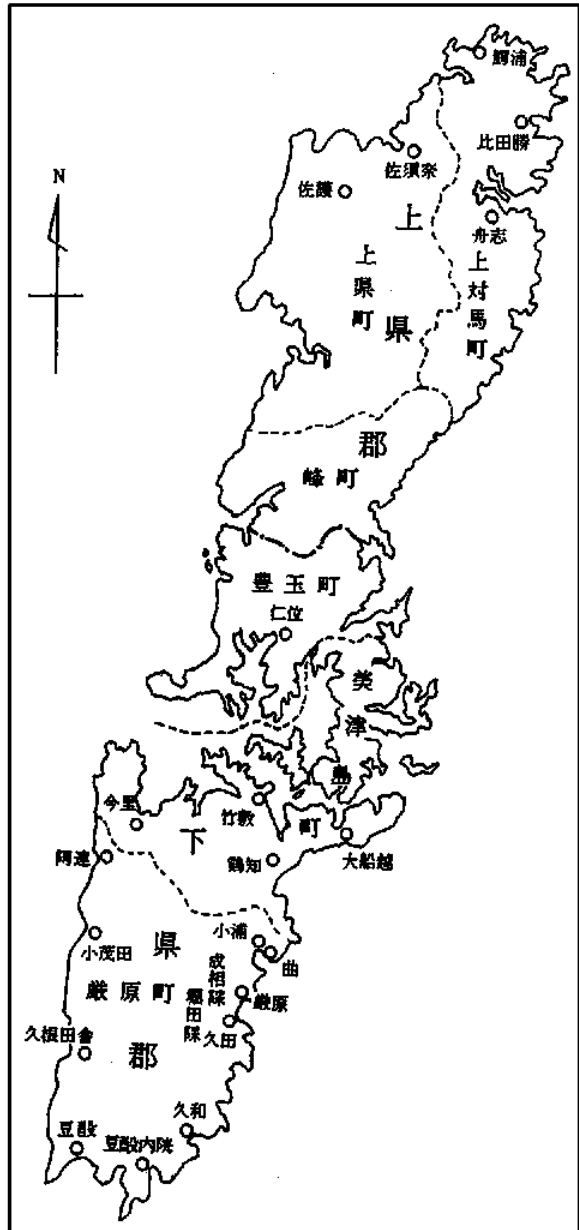 鰐浦
比田勝
佐須奈
佐護
N
舟志
上県郡
上県町
上対馬町
峰町
豊玉町
仁位
美津島町
今里
竹敷
下県郡
大船越
阿連
鶏知
小浦
曲
小茂田
成相隊
厳原町
厳原
堀田隊
久田
久根田舎
久和
豆酘
豆酘内院